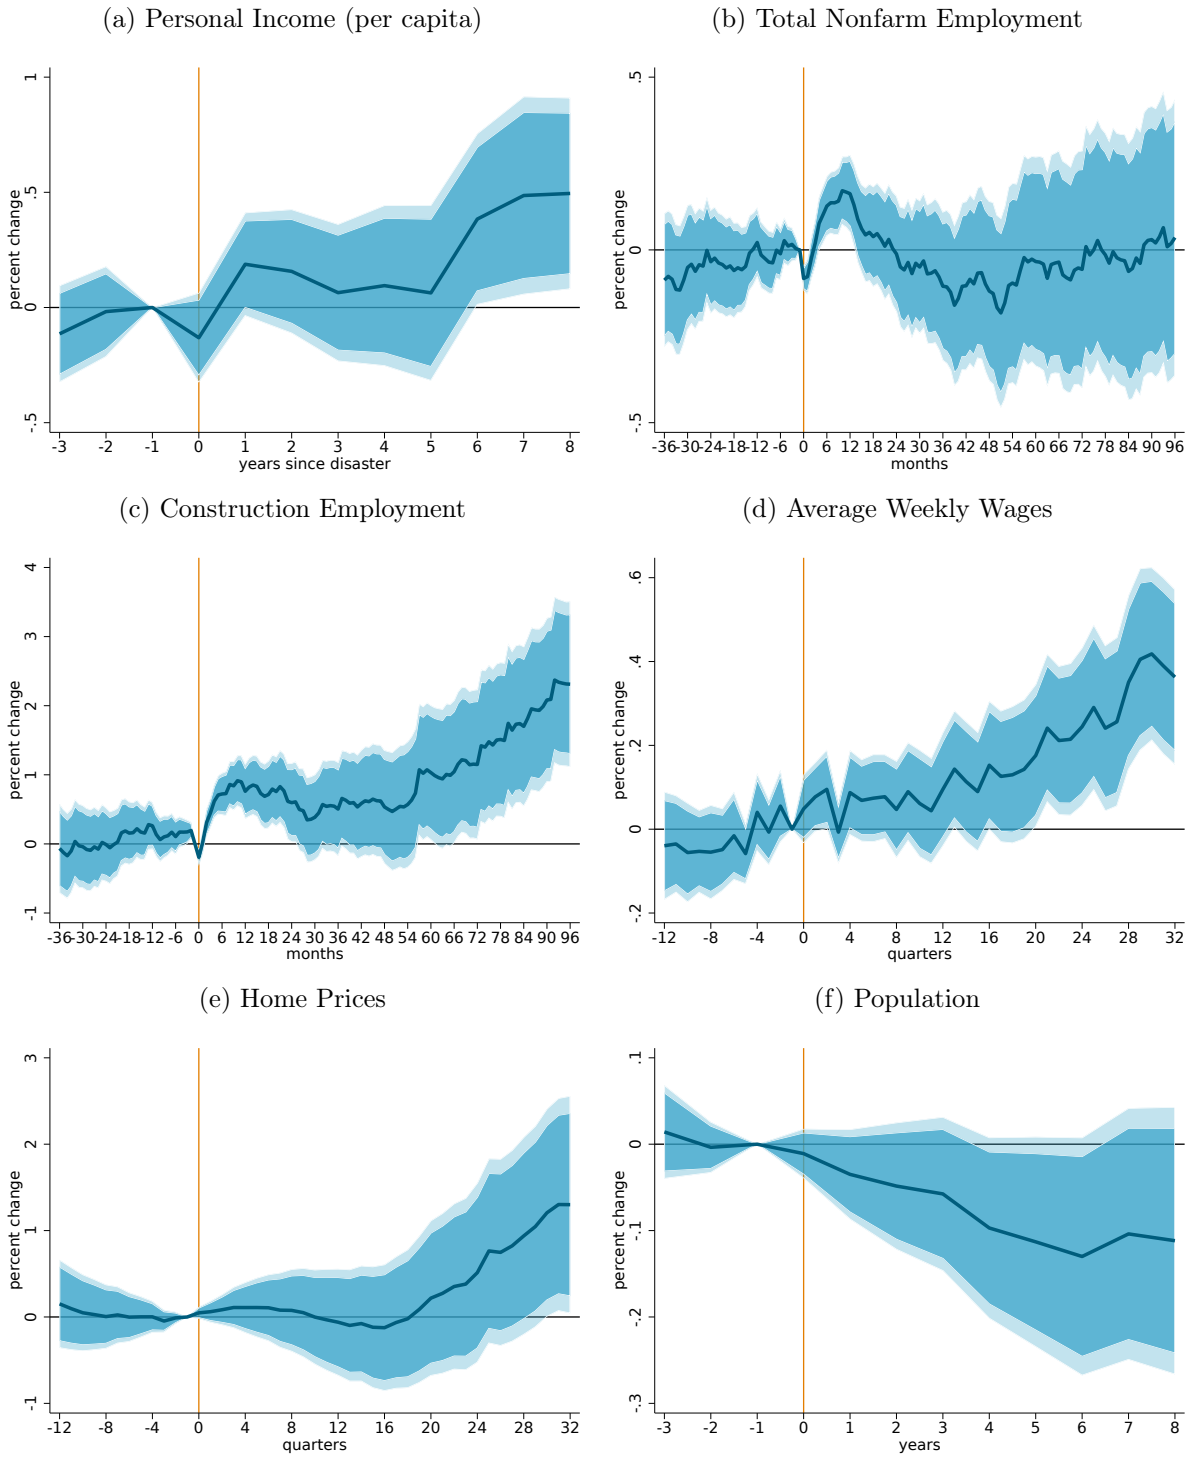 (a) Personal Income (per capita)
(b) Total Nonfarm Employment
percent change
1
.5
0
-.5
-3 -2 -1 0 1 2 3 4 5 6 7 8
years since disaster
percent change
.5
0
-.5
-36 -30 -24 -18 -12 -6 0 6 12 18 24 30 36 42 48 54 60 66 72 78 84 90 96
months
(c) Construction Employment
(d) Average Weekly Wages
percent change
4
3
2
1
0
-1
-36 -30 -24 -18 -12 -6 0 6 12 18 24 30 36 42 48 54 60 66 72 78 84 90 96
months
percent change
.6
.4
.2
0
-.2
-12 -8 -4 0 4 8 12 16 20 24 28 32
quarters
(e) Home Prices
(f) Population
percent change
3
2
1
0
-1
-12 -8 -4 0 4 8 12 16 20 24 28 32
quarters
percent change
.1
0
-.1
-.2
-.3
-3 -2 -1 0 1 2 3 4 5 6 7 8
years